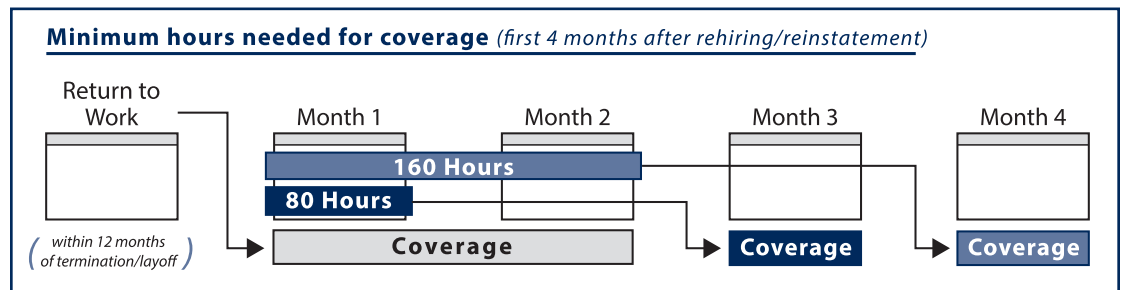 Minimum hours needed for coverage (first 4 months after rehiring/reinstatement)
Return to
Work
Month 1
Month 2
Month 3
Month 4
160 Hours
80 Hours
(within 12 months
of termination/layoff)
Coverage
Coverage
Coverage